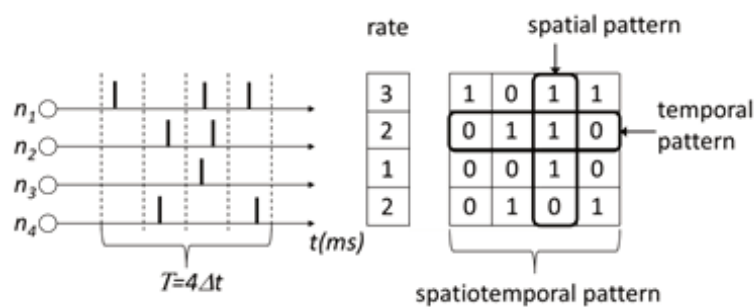 rate
spatial pattern
n1
n2
n3
n4
t(ms)
T=4Δt
3
2
1
2
1 0 1 1
0 1 1 0
0 0 1 0
0 1 0 1
temporal
pattern
spatiotemporal pattern